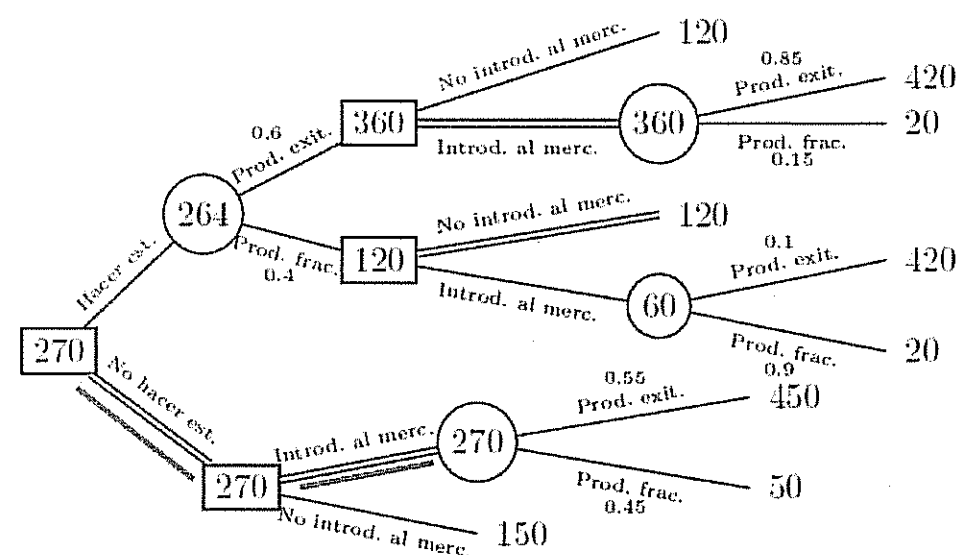 No introd. al merc.
120
0.85
Prod. exit.
420
360
360
20
0.6
Prod. exit.
Introd. al merc.
Prod. frac.
0.15
264
No introd. al merc.
120
Prod. frac.
0.4
120
0.1
Prod. exit.
420
Hacer est.
Introd. al merc.
60
270
Prod. frac.
0.9
20
No hacer est.
0.55
Prod. exit.
450
Introd. al merc.
270
270
Prod. frac.
0.45
50
No introd. al merc.
150